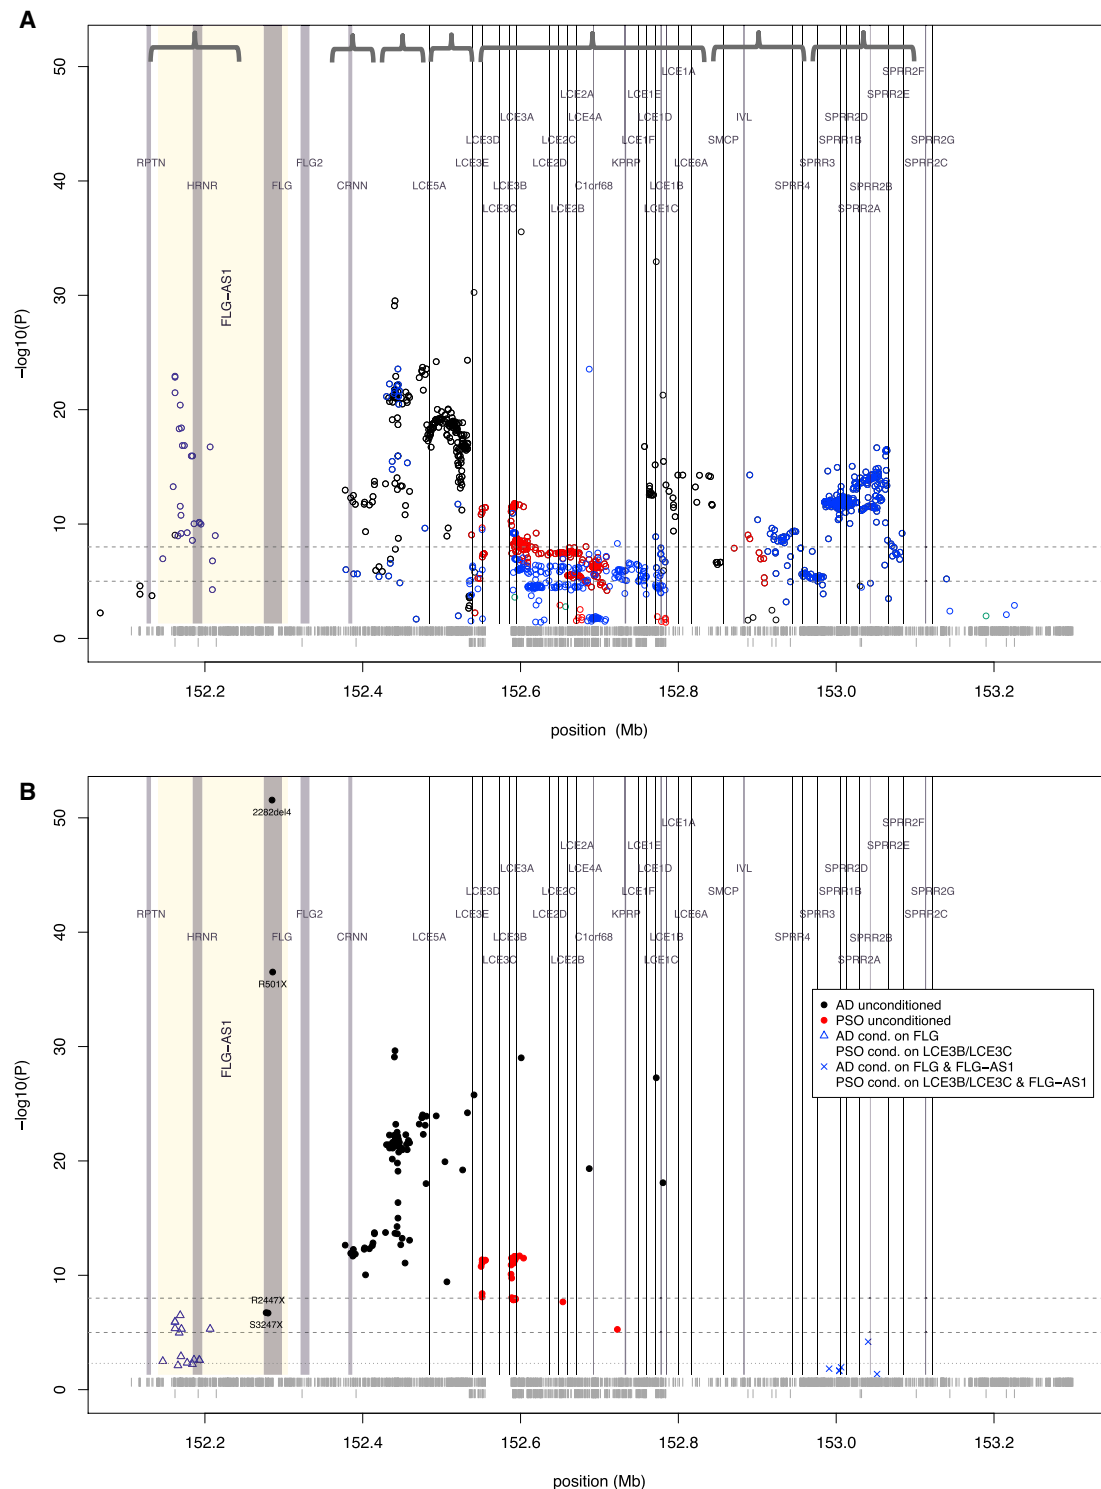 A
50
LCE1A
SPRR2F
LCE2A
LCE1E
SPRR2E
LCE3A
LCE4A
LCE1D
IVL
SPRR2D
LCE3D
LCE2C
LCE1F
SMCP
SPRR1B
SPRR2G
RPTN
FLG2
LCE3E
LCE2D
KPRP
LCE6A
SPRR3
SPRR2C
40
HRNR
FLG
CRNN
LCE5A
LCE3B
C1orf68
LCE1B
SPRR4
SPRR2B
LCE3C
LCE2B
LCE1C
SPRR2A
FLG−AS1
30
−log10(P)
20
10
0
152.2
152.4
152.6
152.8
153.0
153.2
position (Mb)
B
50
2282del4
LCE1A
SPRR2F
LCE2A
LCE1E
SPRR2E
LCE3A
LCE4A
LCE1D
IVL
SPRR2D
LCE3D
LCE2C
LCE1F
SMCP
SPRR1B
SPRR2G
RPTN
FLG2
LCE3E
LCE2D
KPRP
LCE6A
SPRR3
SPRR2C
40
HRNR
FLG
CRNN
LCE5A
LCE3B
C1orf68
LCE1B
SPRR4
SPRR2B
LCE3C
LCE2B
LCE1C
SPRR2A
R501X
AD unconditioned
PSO unconditioned
AD cond. on FLG
PSO cond. on LCE3B/LCE3C
AD cond. on FLG & FLG−AS1
PSO cond. on LCE3B/LCE3C & FLG−AS1
FLG−AS1
30
−log10(P)
20
10
R2447X
S3247X
0
152.2
152.4
152.6
152.8
153.0
153.2
position (Mb)